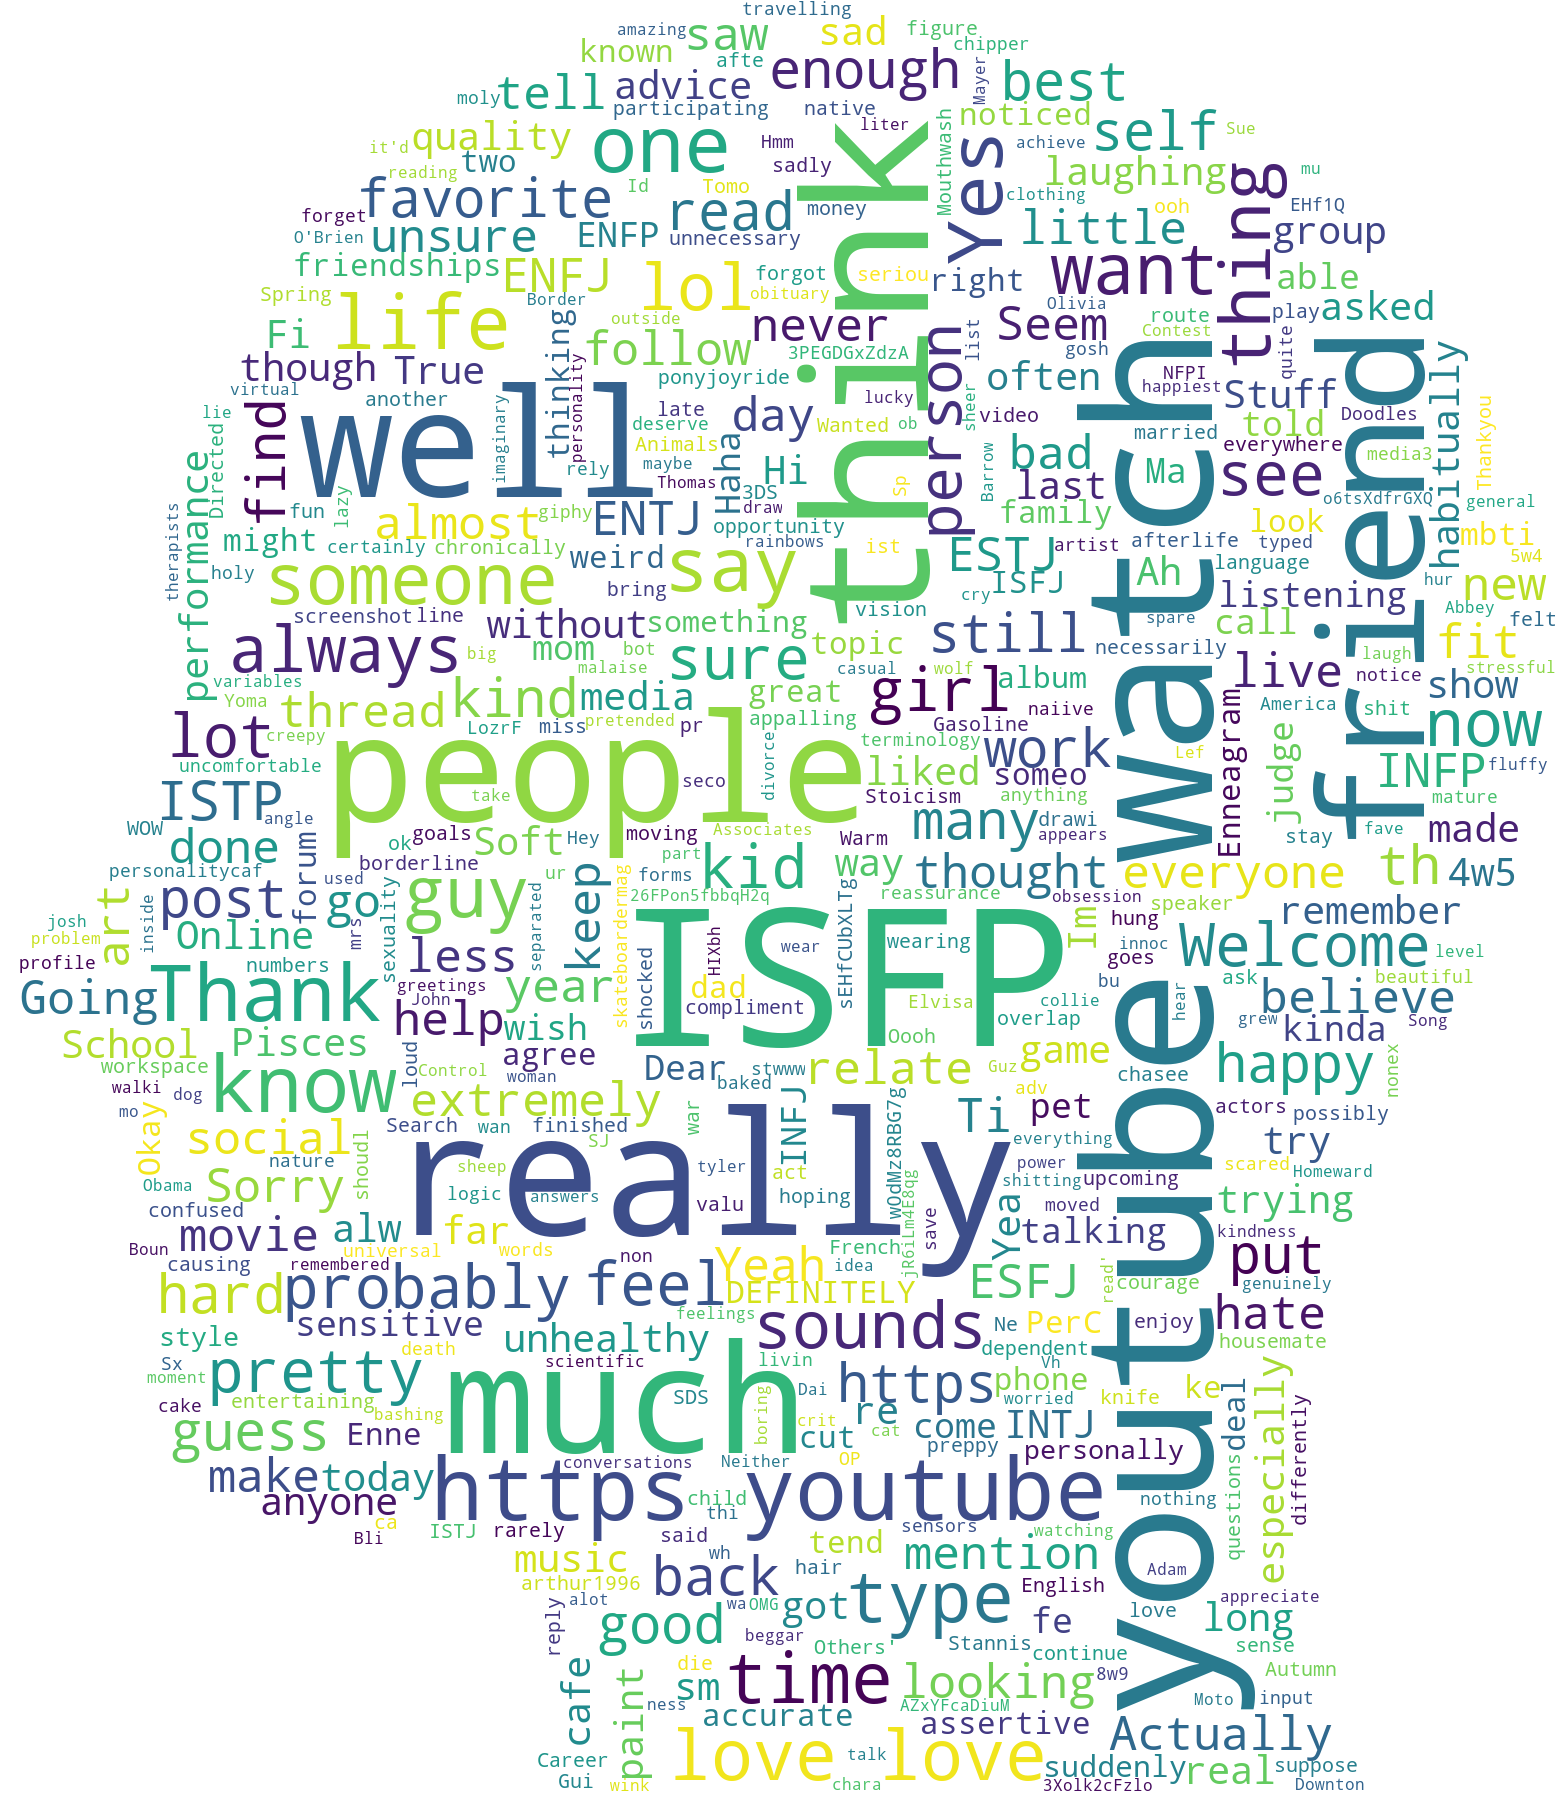 travelling
amazing saw sad figure
known afte enough chipper
moly tell advice Mayer best
participating native noticed
it'd quality one Hmm liter Mouthwash Yes achieve self Sue
reading two sadly think laughing mu
forget favorite Id read Tomo money clothing ooh thing EHf1Q
O'Brien unsure ENFP unnecessary little group
friendships ENFJ lol forgot seriou right want able
Spring life Border obituary Olivia route play asked
Fi outside follow never person list Seem Contest quite
though True thinking personality 3PEGDGxZdzA gosh NFPI friend habitually
virtual another ponyjoyride lucky often happiest Stuff
lie find well imaginary late day sheer video watch youtube married told Doodles Thankyou
deserve Animals Haha Wanted ob bad everywhere media3
performance Directed rely maybe Hi Sp Barrow last Ma see o6tsXdfrGXQ
lazy fun Thomas 3DS draw family general
therapists might almost giphy ENTJ opportunity look mbti
certainly chronically weird rainbows ist ESTJ artist afterlife typed 5w4
holy someone bring say cry ISFJ Ah language hur new
screenshot line vision spare listening Abbey felt
always without something topic still necessarily call fit
big mom bot sure casual wolf laugh stressful
variables malaise girl album live notice show
Yoma thread kind media great naiive America shit
lot creepy LozrF miss pretended pr appalling Gasoline Enneagram now
uncomfortable people divorce terminology work Lef judge INFP fluffy
ISTP take seco liked someo mature
angle Stoicism anything
WOW goals Soft Hey moving Associates Warm many drawi appears stay fave made
done forum ok borderline part kid way thought everyone th 4w5
personalitycaf used ur forms reassurance
post go guy keep 26FPon5fbbqH2q sEHfCUbXLTg obsession speaker remember
josh art inside mrs sexuality separated skateboardermag ISFP wear wearing Im hung innoc Welcome level
problem Online less HIXbh goes
profile numbers greetings dad bu ask beautiful
Going Thank John year shocked compliment Elvisa collie hear believe
School Pisces help wish Oooh overlap grew kinda Song
workspace loud Control agree Dear stwww relate Guz game chasee happy nonex
walki dog know woman baked adv
mo extremely war INFJ wOdMz8RBG7g Ti pet actors possibly
Okay social Search wan finished everything try
nature shoudl SJ jR6iLm4E8qg scared Homeward
Obama Sorry sheep really tyler act power upcoming
confused logic answers valu hoping save Yea shitting moved trying
movie alw far French talking kindness
Boun universal words non idea read' put
causing remembered Yeah
hard probably feel DEFINITELY ESFJ courage genuinely
sensitive feelings sounds Ne PerC enjoy hate
style death unhealthy dependent housemate
Sx scientific livin Vh
moment pretty much SDS Dai https phone knife ke especially
cake entertaining boring crit re worried deal differently
guess bashing Enne cut cat come INTJ
preppy personally
make today conversations Neither OP questions
anyone https child youtube nothing
Bli ca ISTJ rarely said thi sensors watching
music wh tend mention
arthur1996 back hair type English Adam appreciate
reply alot wa OMG got fe love long
good beggar Others' Stannis continue sense
cafe die time looking 8w9 Autumn
paint sm ness AZxYFcaDiuM Moto input
accurate assertive Actually
Career love talk love suddenly real suppose
Gui wink chara 3Xolk2cFzlo Downton